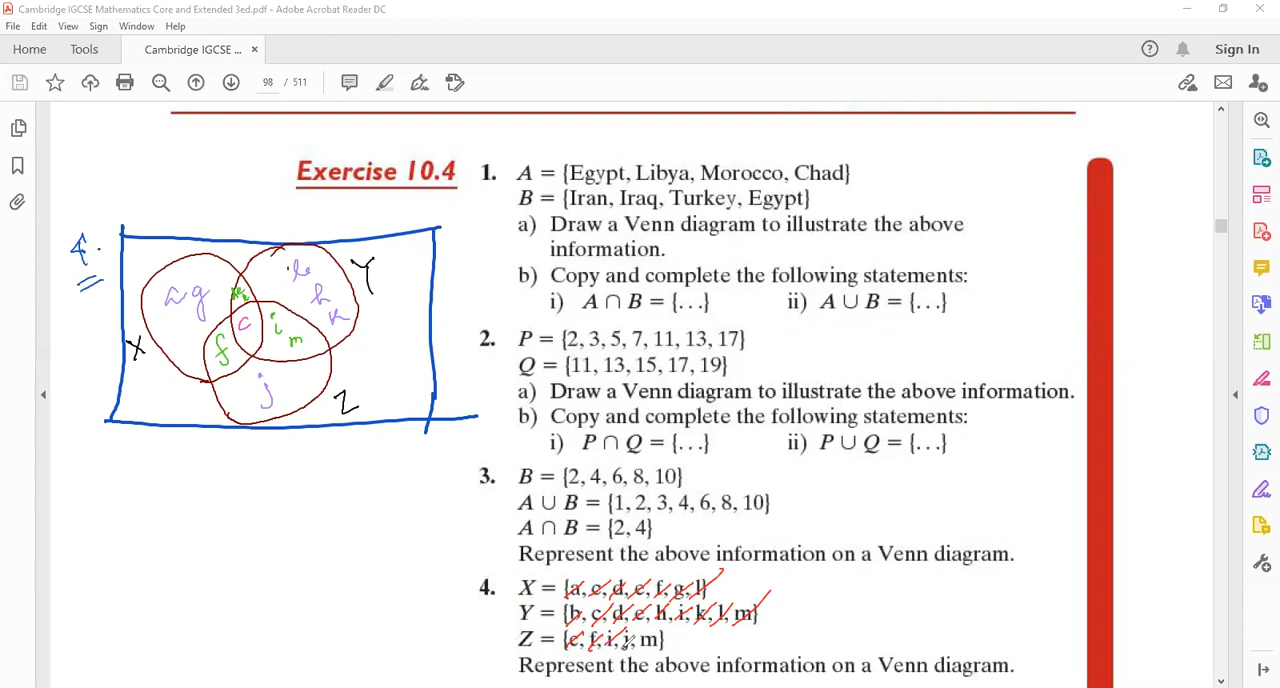 Cambridge IGCSE Mathematics Core and Extended 3ed.pdf - Adobe Acrobat Reader DC
File Edit View Sign Window Help
Home Tools Cambridge IGCSE ... × Sign In
98 / 511
Exercise 10.4
1. A = {Egypt, Libya, Morocco, Chad}
B = {Iran, Iraq, Turkey, Egypt}
a) Draw a Venn diagram to illustrate the above
information.
b) Copy and complete the following statements:
i) A ∩ B = {...} ii) A ∪ B = {...}
2. P = {2, 3, 5, 7, 11, 13, 17}
Q = {11, 13, 15, 17, 19}
a) Draw a Venn diagram to illustrate the above information.
b) Copy and complete the following statements:
i) P ∩ Q = {...} ii) P ∪ Q = {...}
3. B = {2, 4, 6, 8, 10}
A ∪ B = {1, 2, 3, 4, 6, 8, 10}
A ∩ B = {2, 4}
Represent the above information on a Venn diagram.
4. X = {a, c, d, e, f, g, l}
Y = {b, c, d, e, h, i, k, l, m}
Z = {c, f, i, j, m}
Represent the above information on a Venn diagram.
4.
Y
a g
h
k
c i
X f m
j
Z